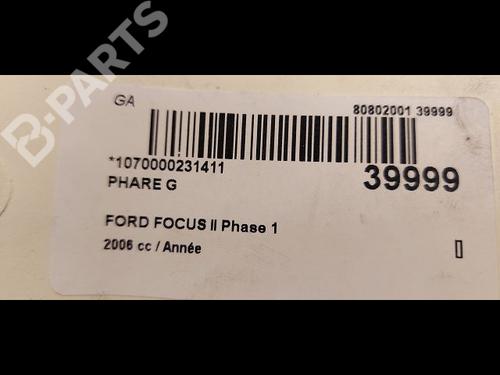 B-PARTS
GA
80802001 39999
*1070000231411
39999
PHARE G
FORD FOCUS II Phase 1
2006 cc / Année